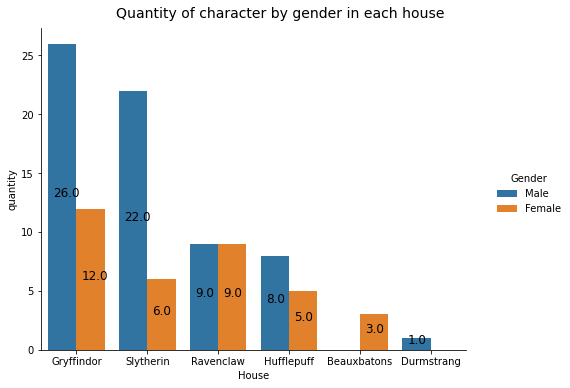 Quantity of character by gender in each house
quantity
25
20
15
10
5
0
26.0
12.0
22.0
6.0
9.0
9.0
8.0
5.0
3.0
1.0
Gryffindor
Slytherin
Ravenclaw
Hufflepuff
Beauxbatons
Durmstrang
House
Gender
Male
Female